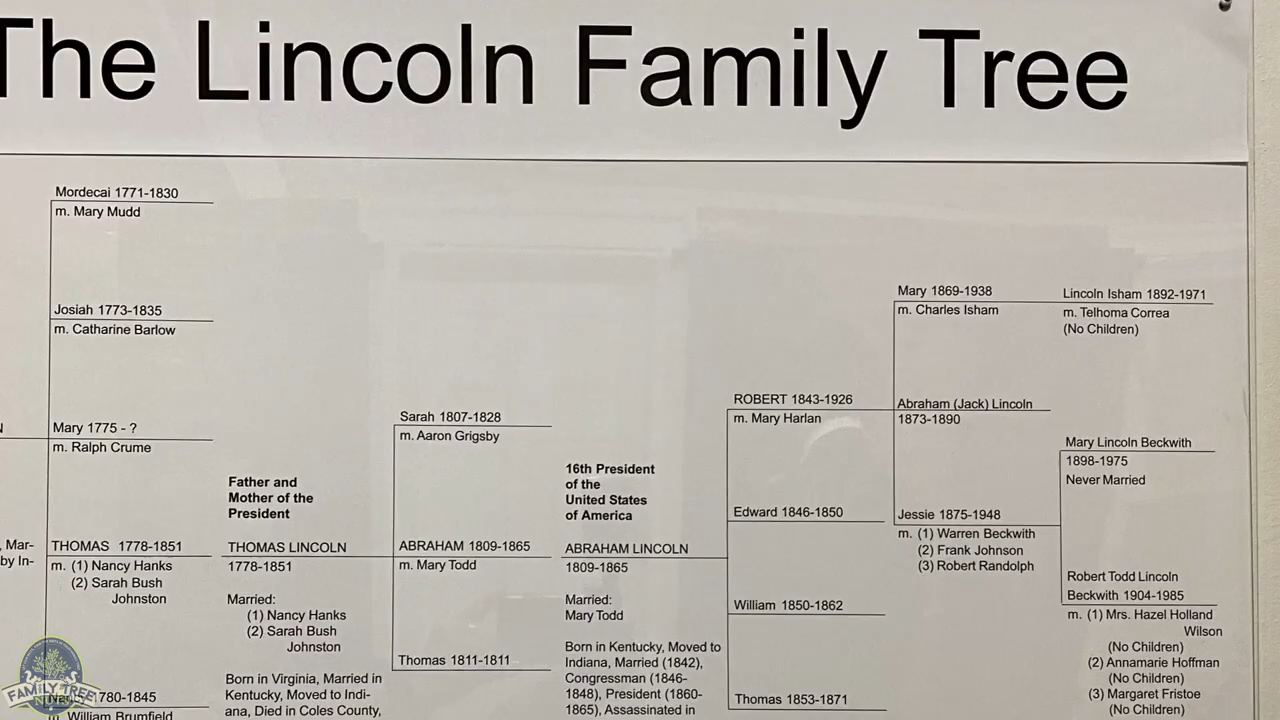 The Lincoln Family Tree
Mordecai 1771-1830
m. Mary Mudd
Josiah 1773-1835
m. Catharine Barlow
Mary 1775 - ?
m. Ralph Crume
, Mar-
by In-
THOMAS 1778-1851
m. (1) Nancy Hanks
(2) Sarah Bush
Johnston
780-1845
m. William Brumfield
Father and
Mother of the
President
THOMAS LINCOLN
1778-1851
Married:
(1) Nancy Hanks
(2) Sarah Bush
Johnston
Born in Virginia, Married in
Kentucky, Moved to Indi-
ana, Died in Coles County,
Sarah 1807-1828
m. Aaron Grigsby
ABRAHAM 1809-1865
m. Mary Todd
Thomas 1811-1811
16th President
of the
United States
of America
ABRAHAM LINCOLN
1809-1865
Married:
Mary Todd
Born in Kentucky, Moved to
Indiana, Married (1842),
Congressman (1846-
1848), President (1860-
1865), Assassinated in
ROBERT 1843-1926
m. Mary Harlan
Edward 1846-1850
William 1850-1862
Thomas 1853-1871
Mary 1869-1938
m. Charles Isham
Abraham (Jack) Lincoln
1873-1890
Jessie 1875-1948
m. (1) Warren Beckwith
(2) Frank Johnson
(3) Robert Randolph
Lincoln Isham 1892-1971
m. Telhoma Correa
(No Children)
Mary Lincoln Beckwith
1898-1975
Never Married
Robert Todd Lincoln
Beckwith 1904-1985
m. (1) Mrs. Hazel Holland
Wilson
(No Children)
(2) Annamarie Hoffman
(No Children)
(3) Margaret Fristoe
(No Children)
FAMILY TREE